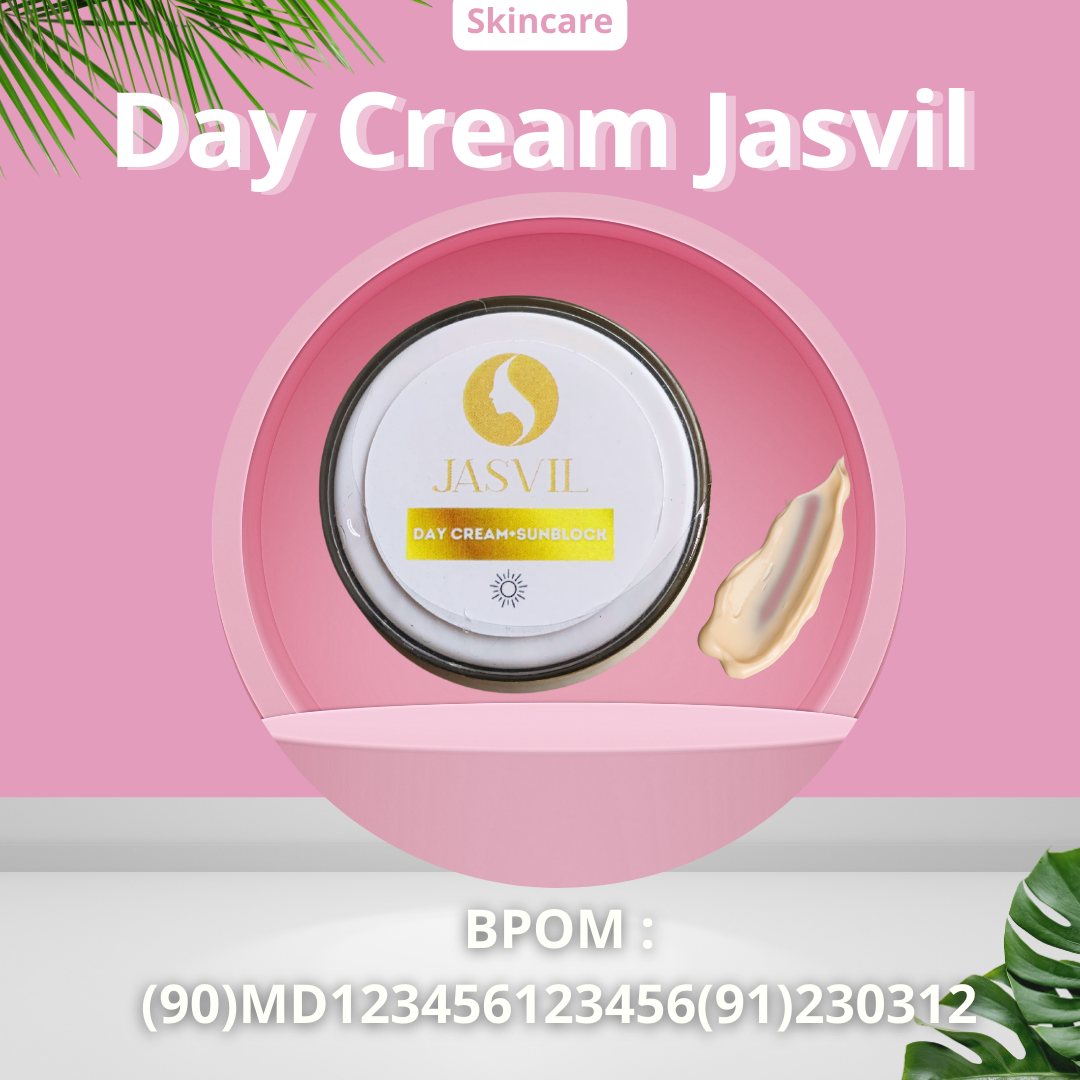 Skincare
Day Cream Jasvil
JASVIL
DAY CREAM+SUNBLOCK
BPOM :
(90)MD123456123456(91)230312